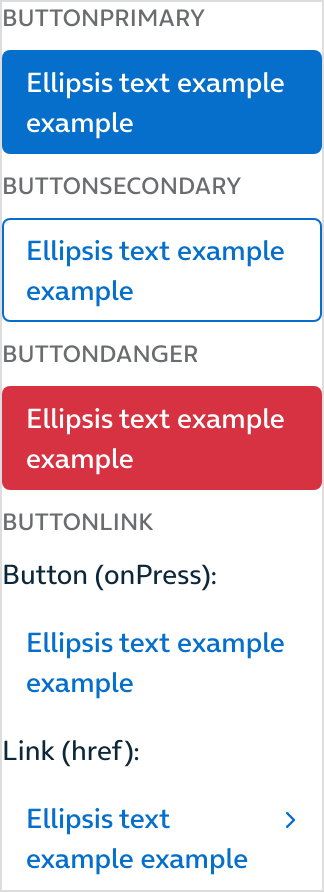 BUTTONPRIMARY
Ellipsis text example
example
BUTTONSECONDARY
Ellipsis text example
example
BUTTONDANGER
Ellipsis text example
example
BUTTONLINK
Button (onPress):
Ellipsis text example
example
Link (href):
Ellipsis text
example example